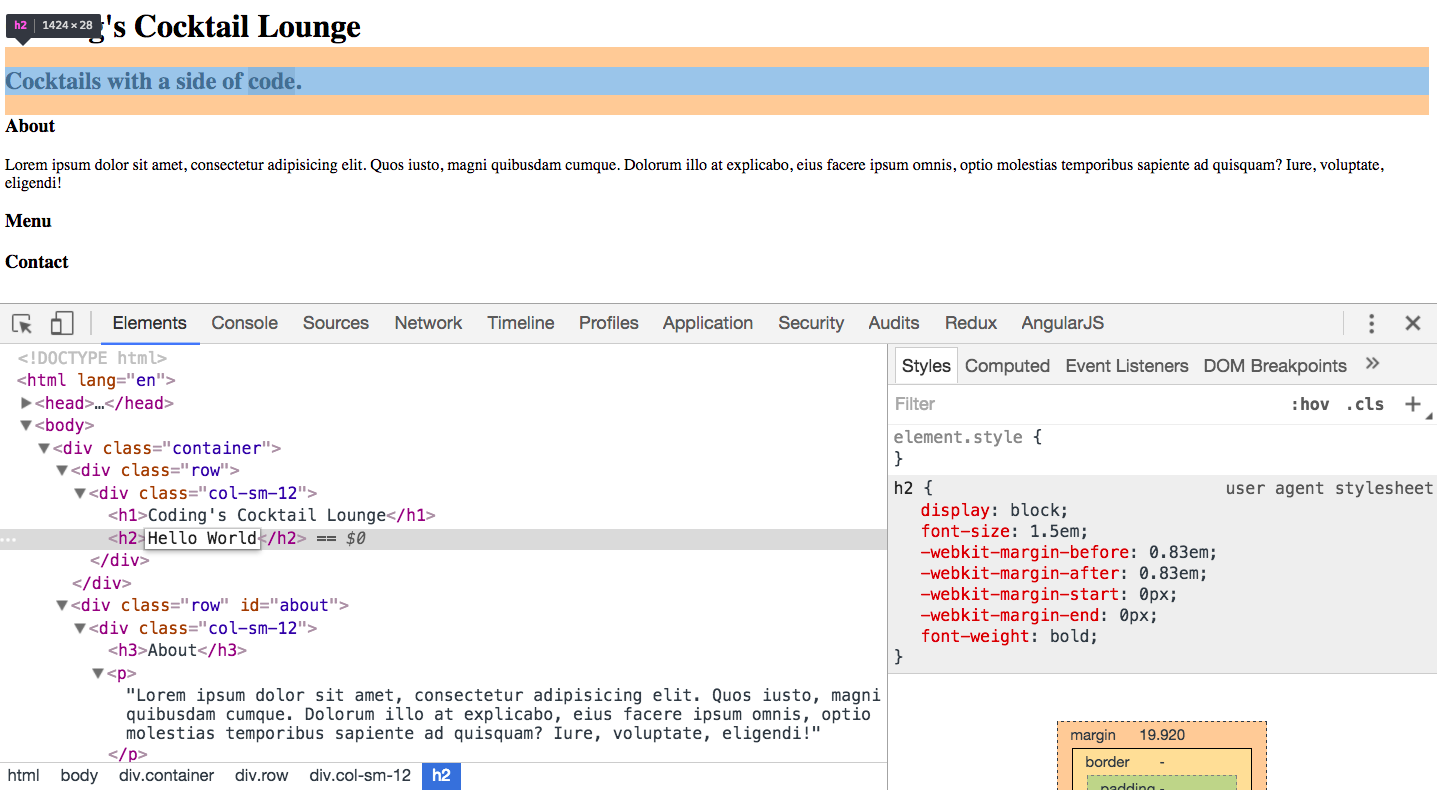 h2 1424 × 28
g's Cocktail Lounge
Cocktails with a side of code.
About
Lorem ipsum dolor sit amet, consectetur adipisicing elit. Quos iusto, magni quibusdam cumque. Dolorum illo at explicabo, eius facere ipsum omnis, optio molestias temporibus sapiente ad quisquam? Iure, voluptate,
eligendi!
Menu
Contact
Elements Console Sources Network Timeline Profiles Application Security Audits Redux AngularJS
<!DOCTYPE html>
<html lang="en">
<head>…</head>
<body>
<div class="container">
<div class="row">
<div class="col-sm-12">
<h1>Coding's Cocktail Lounge</h1>
<h2>Hello World</h2> == $0
</div>
</div>
<div class="row" id="about">
<div class="col-sm-12">
<h3>About</h3>
<p>
"Lorem ipsum dolor sit amet, consectetur adipisicing elit. Quos iusto, magni
quibusdam cumque. Dolorum illo at explicabo, eius facere ipsum omnis, optio
molestias temporibus sapiente ad quisquam? Iure, voluptate, eligendi!"
</p>
html body div.container div.row div.col-sm-12 h2
Styles Computed Event Listeners DOM Breakpoints »
Filter :hov .cls +
element.style {
}
h2 { user agent stylesheet
display: block;
font-size: 1.5em;
-webkit-margin-before: 0.83em;
-webkit-margin-after: 0.83em;
-webkit-margin-start: 0px;
-webkit-margin-end: 0px;
font-weight: bold;
}
margin 19.920
border -
padding -